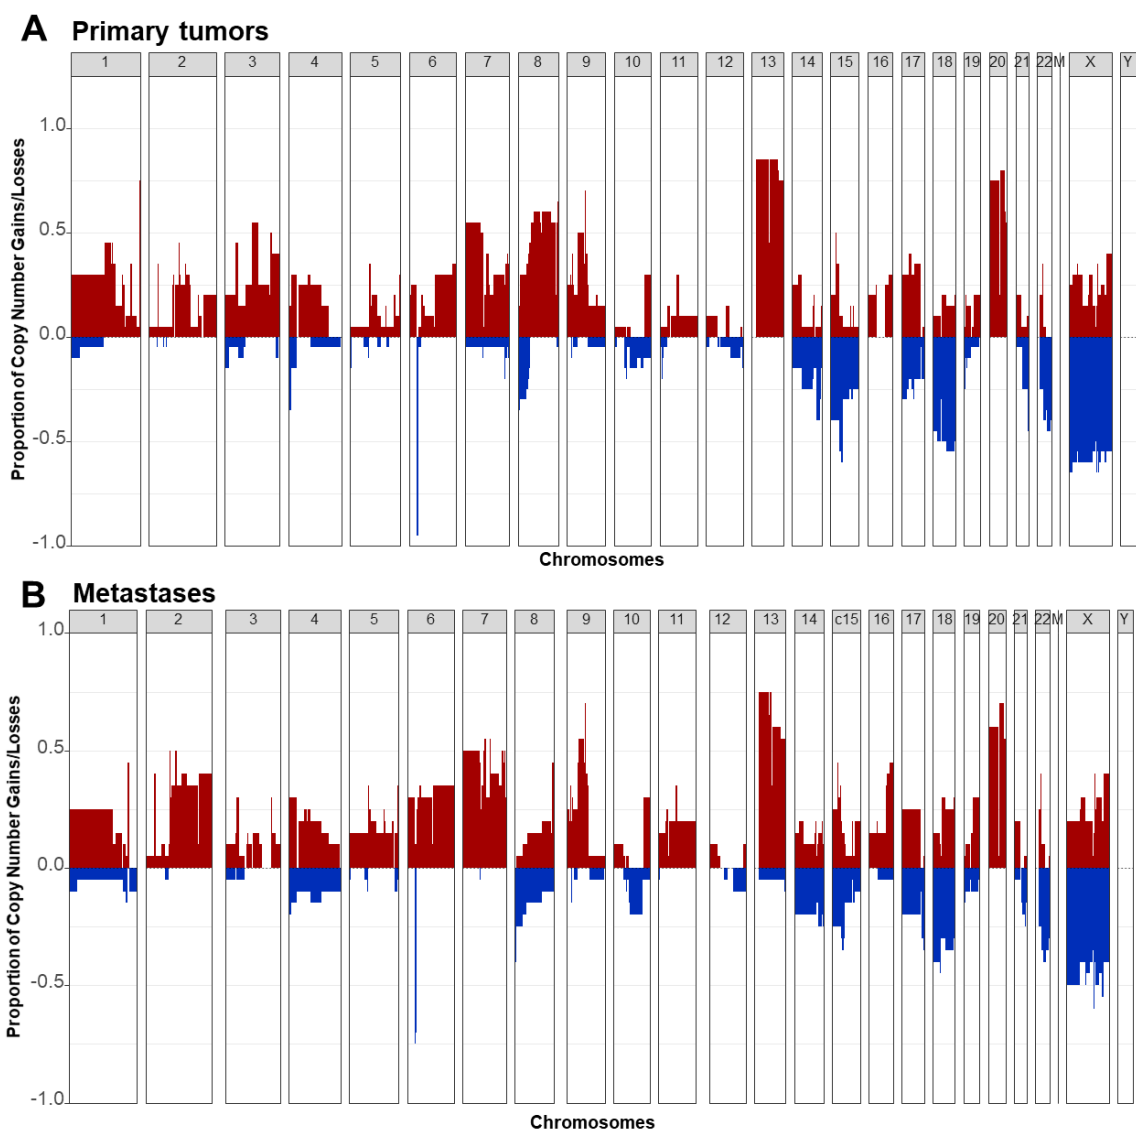 A Primary tumors
1 2 3 4 5 6 7 8 9 10 11 12 13 14 15 16 17 18 19 20 21 22 M X Y
Proportion of Copy Number Gains/Losses
1.0
0.5
0.0
-0.5
-1.0
Chromosomes
B Metastases
1 2 3 4 5 6 7 8 9 10 11 12 13 14 c15 16 17 18 19 20 21 22 M X Y
Proportion of Copy Number Gains/Losses
1.0
0.5
0.0
-0.5
-1.0
Chromosomes